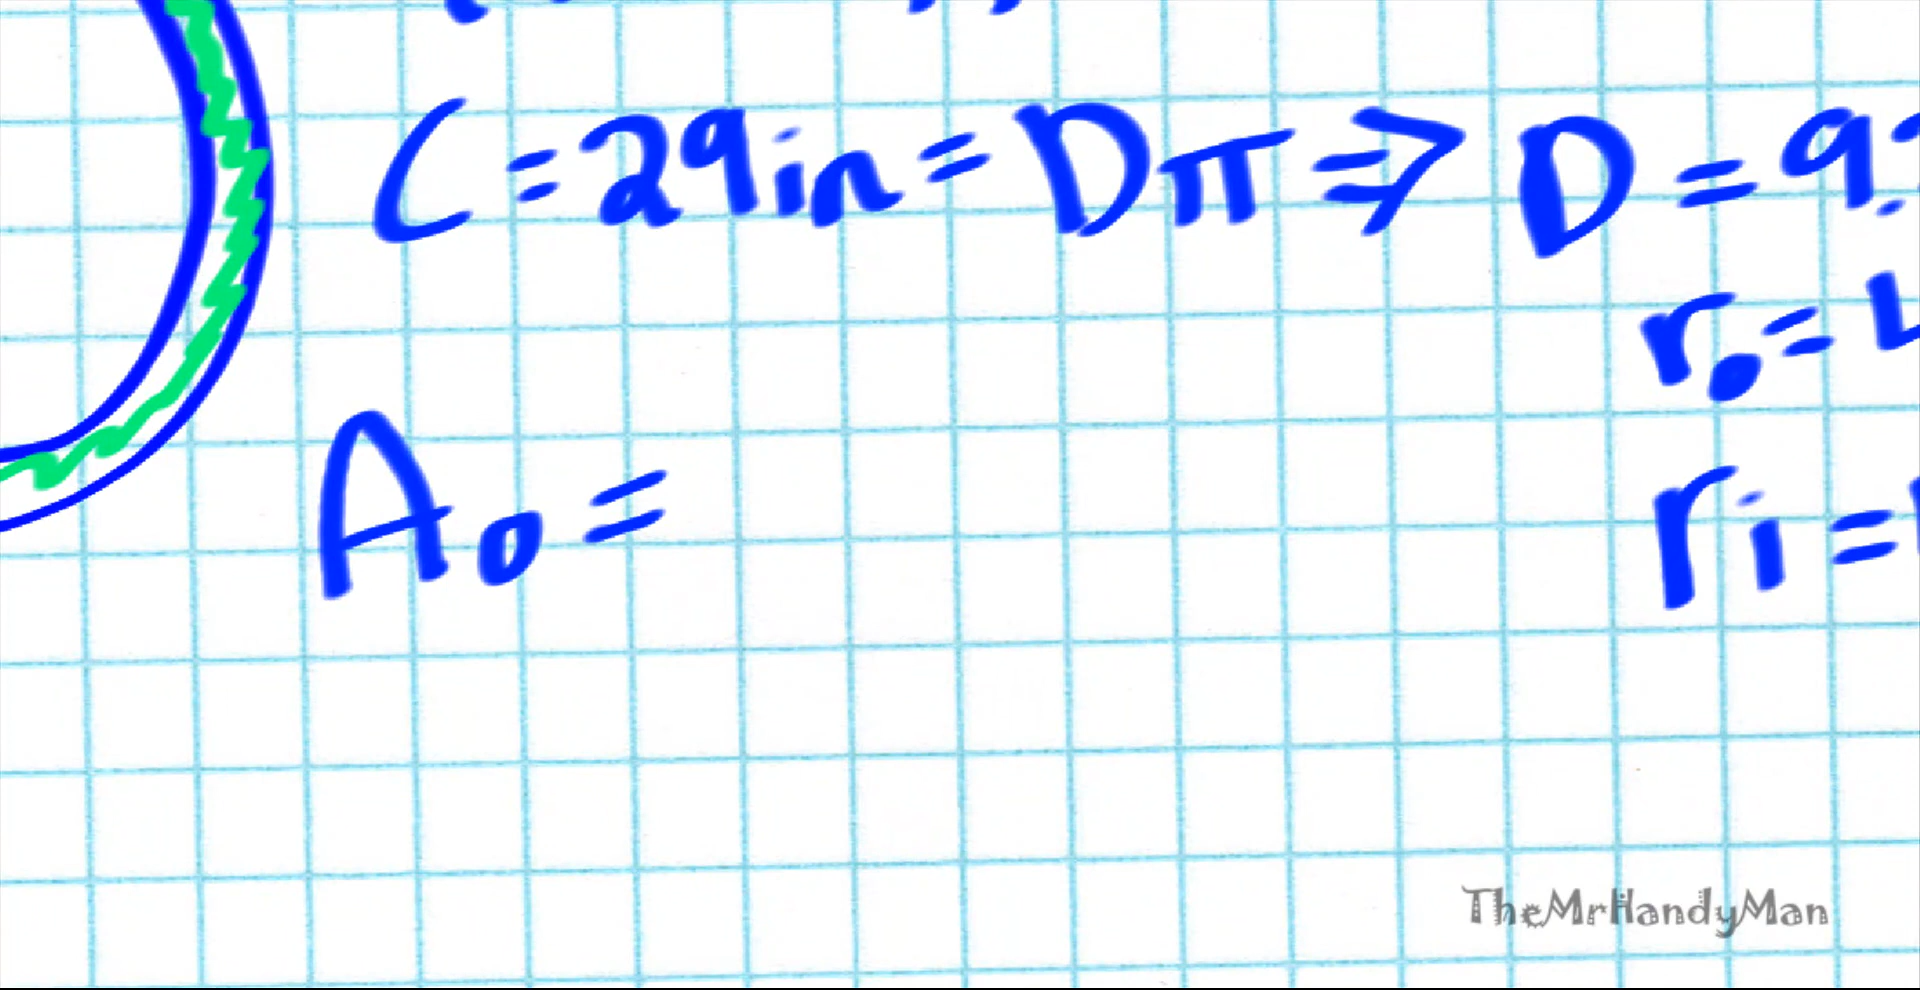 C = 29in = Dπ ⇒ D = 9.
r₀ =
A₀ =
rᵢ =
TheMrHandyMan